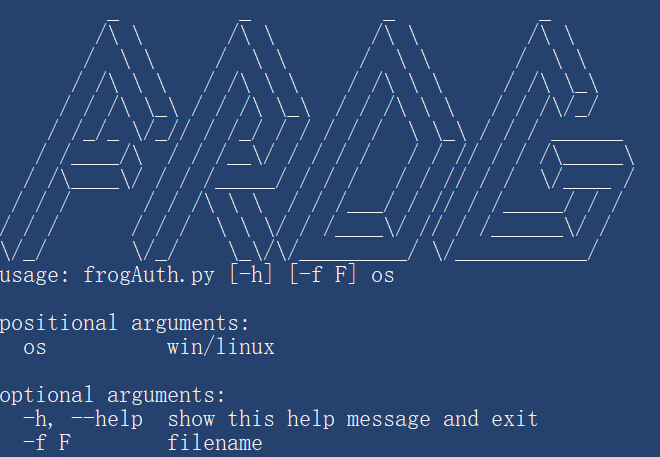 FROG
usage: frogAuth.py [-h] [-f F] os
positional arguments:
os win/linux
optional arguments:
-h, --help show this help message and exit
-f F filename